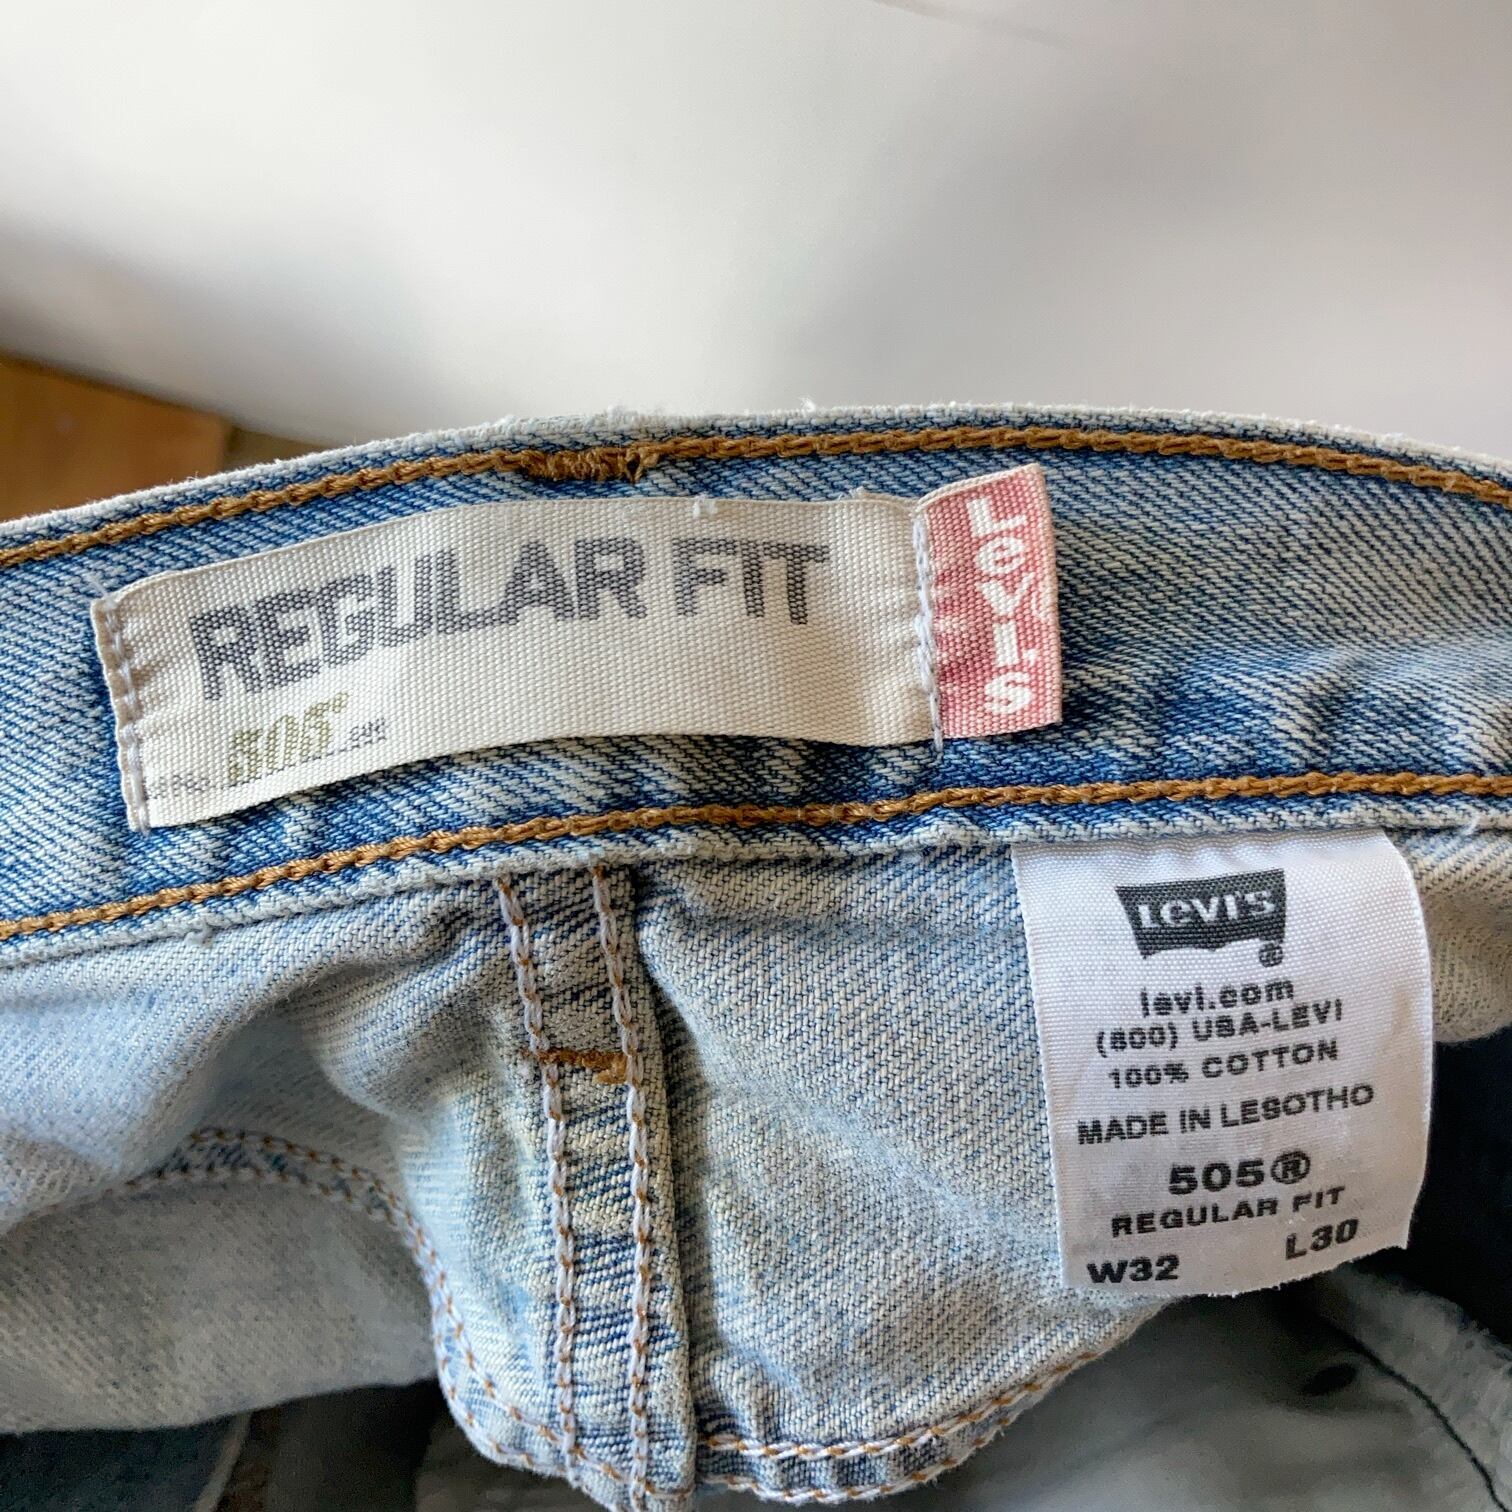 REGULAR FIT
505
LEVI'S
LEVI'S
®
levi.com
(800) USA-LEVI
100% COTTON
MADE IN LESOTHO
505®
REGULAR FIT
W32 L30